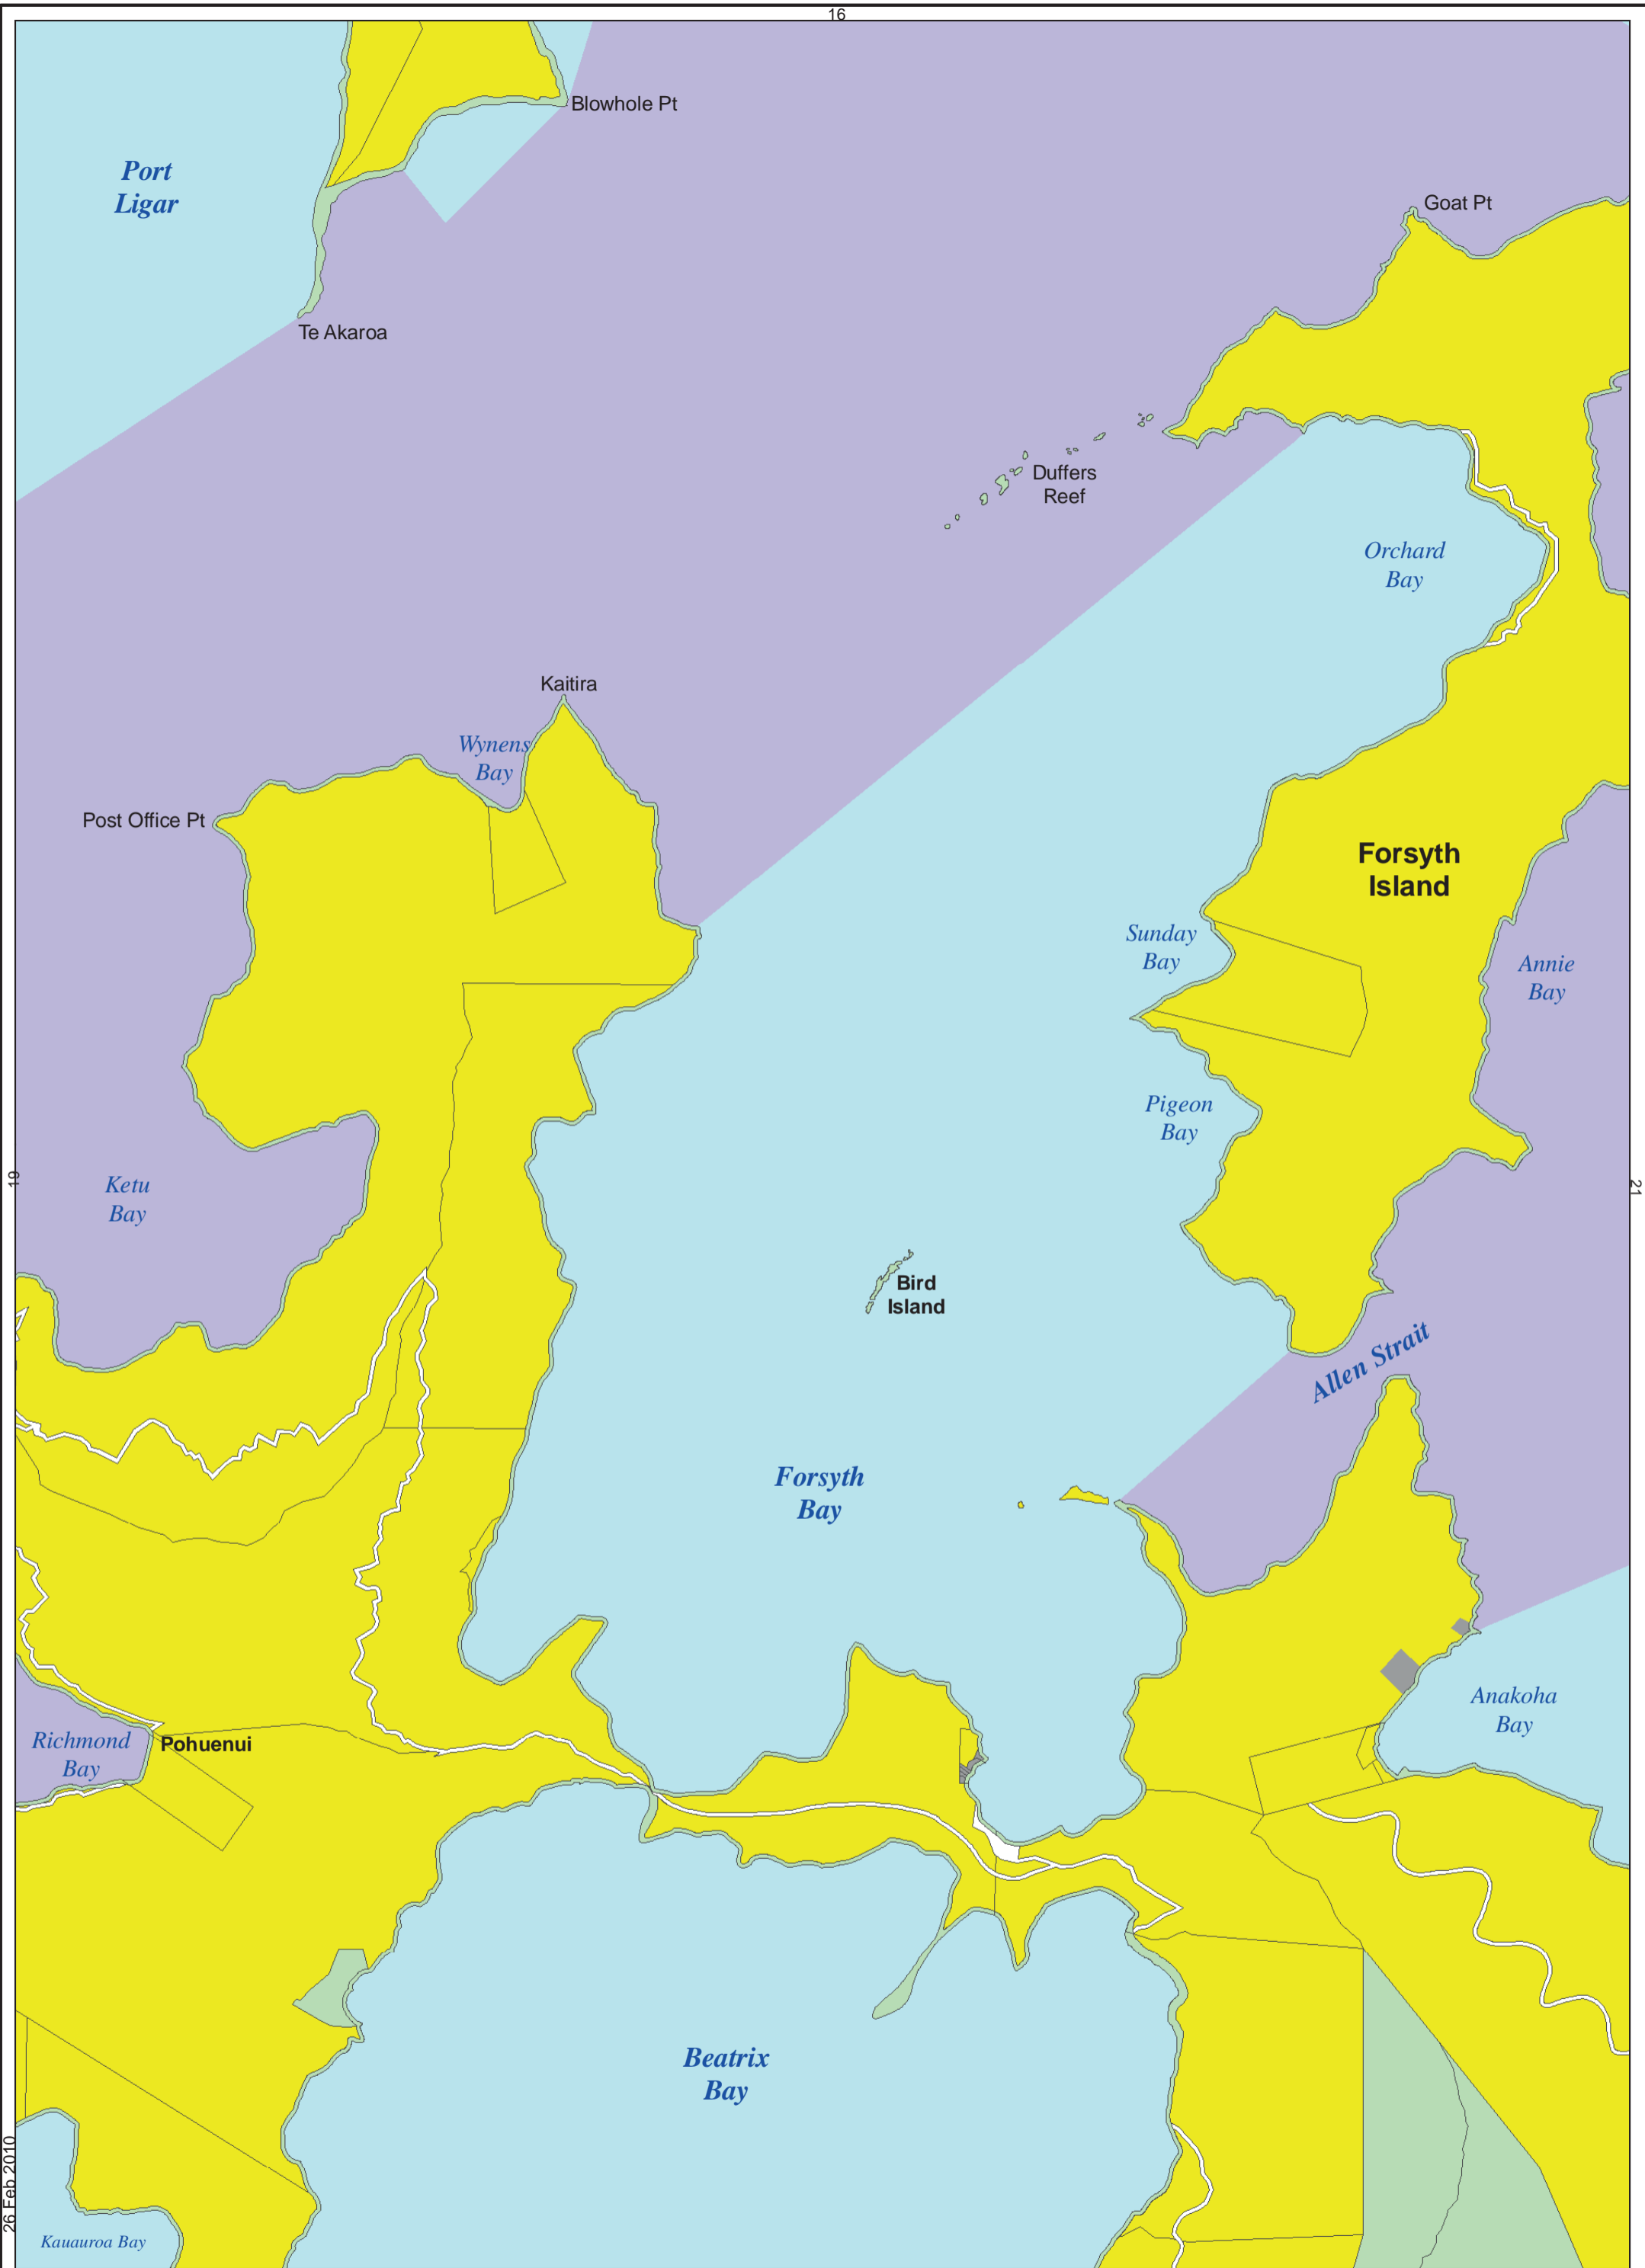 16
Blowhole Pt
Port
Ligar
Goat Pt
Te Akaroa
Duffers
Reef
Orchard
Bay
Kaitira
Wynens
Bay
Post Office Pt
Forsyth
Island
Sunday
Bay
Annie
Bay
Pigeon
Bay
19
Ketu
Bay
21
Bird
Island
Allen Strait
Forsyth
Bay
Anakoha
Bay
Richmond
Bay
Pohuenui
Beatrix
Bay
26 Feb 2010
Kauauroa Bay